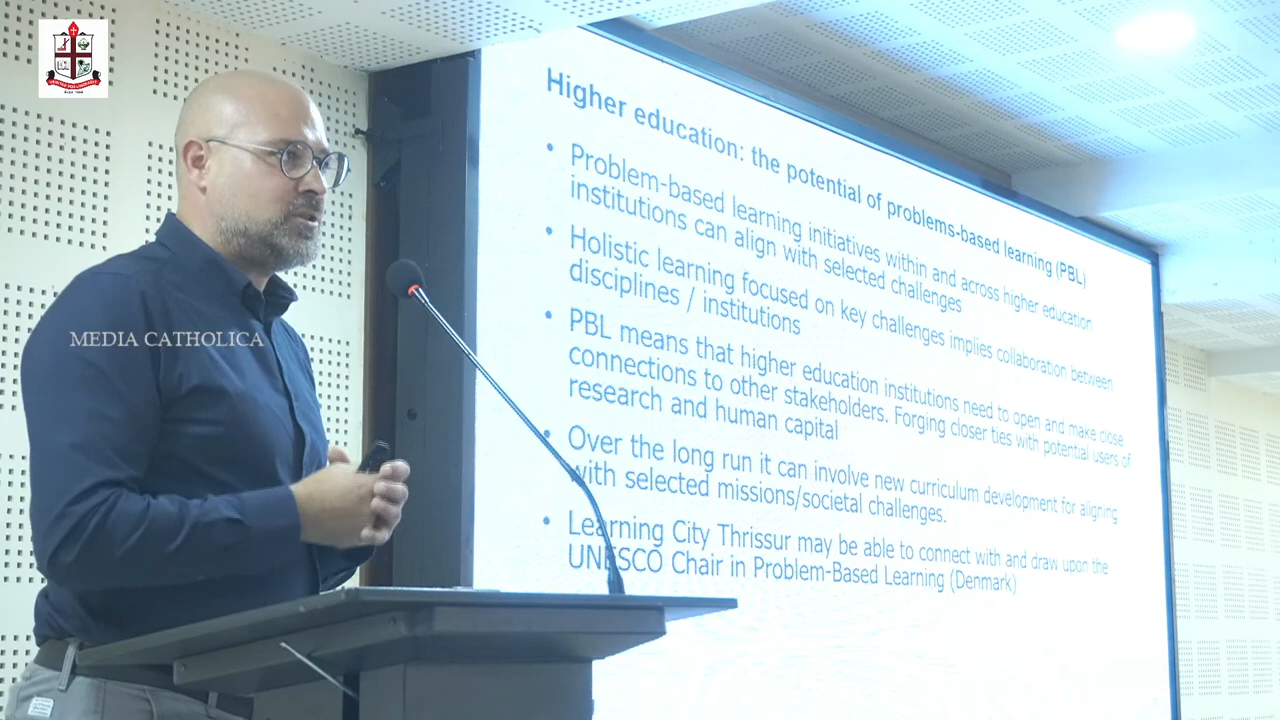 MEDIA CATHOLICA
Higher education: the potential of problems-based learning (PBL)
• Problem-based learning initiatives within and across higher education
institutions can align with selected challenges
• Holistic learning focused on key challenges implies collaboration between
disciplines / institutions
• PBL means that higher education institutions need to open and make close
connections to other stakeholders. Forging closer ties with potential users of
research and human capital
• Over the long run it can involve new curriculum development for aligning
with selected missions/societal challenges.
• Learning City Thrissur may be able to connect with and draw upon the
UNESCO Chair in Problem-Based Learning (Denmark)